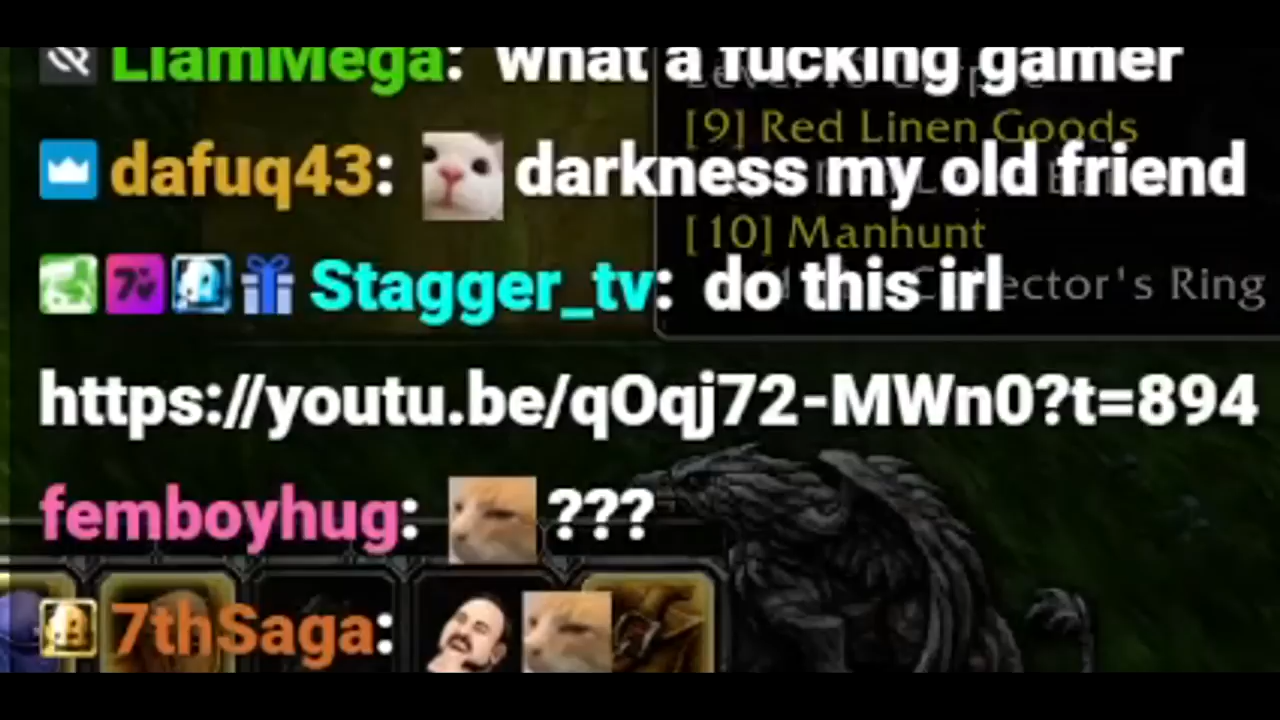 LiamMega: what a fucking gamer
[9] Red Linen Goods
dafuq43: darkness my old friend
[10] Manhunt
Stagger_tv: do this irl
ector's Ring
https://youtu.be/qOqj72-MWn0?t=894
femboyhug: ???
7thSaga: